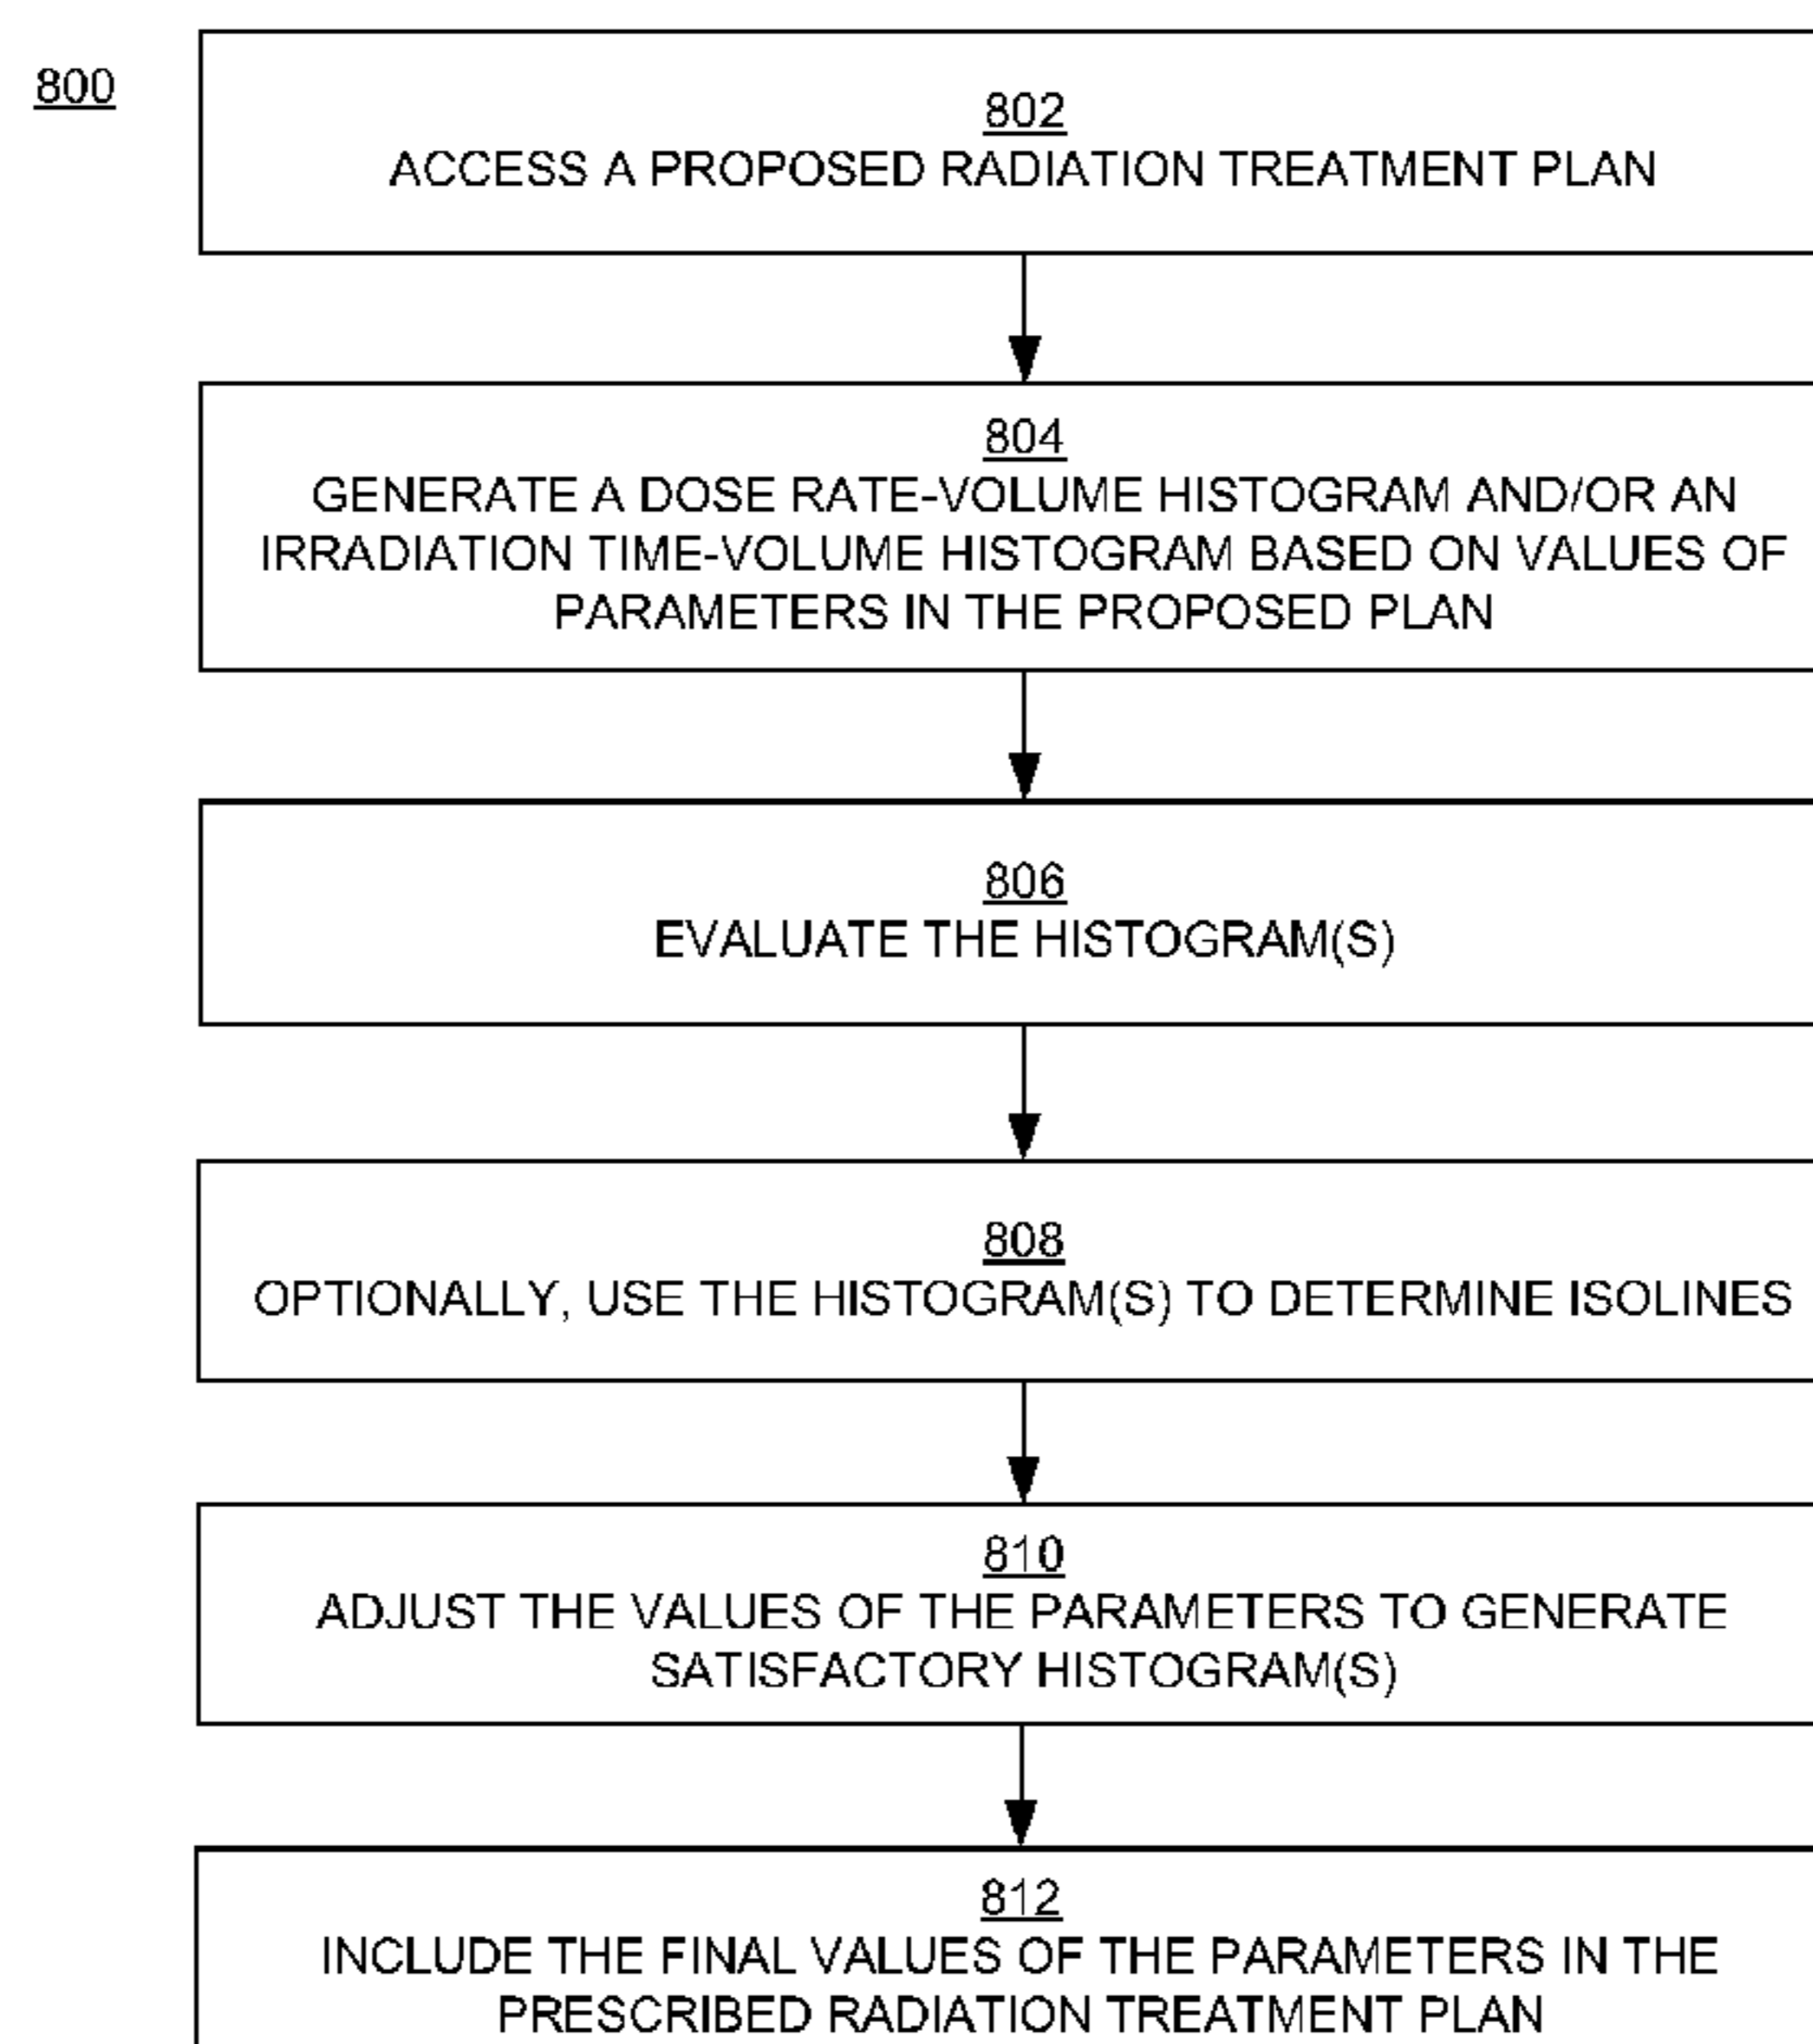 800
802
ACCESS A PROPOSED RADIATION TREATMENT PLAN
804
GENERATE A DOSE RATE-VOLUME HISTOGRAM AND/OR AN
IRRADIATION TIME-VOLUME HISTOGRAM BASED ON VALUES OF
PARAMETERS IN THE PROPOSED PLAN
806
EVALUATE THE HISTOGRAM(S)
808
OPTIONALLY, USE THE HISTOGRAM(S) TO DETERMINE ISOLINES
810
ADJUST THE VALUES OF THE PARAMETERS TO GENERATE
SATISFACTORY HISTOGRAM(S)
812
INCLUDE THE FINAL VALUES OF THE PARAMETERS IN THE
PRESCRIBED RADIATION TREATMENT PLAN